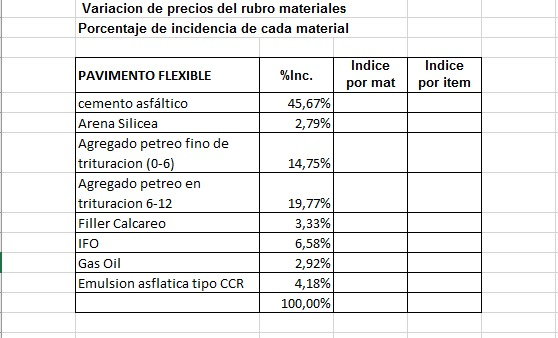 Variacion de precios del rubro materiales
Porcentaje de incidencia de cada material
PAVIMENTO FLEXIBLE %Inc. Indice por mat Indice por item
cemento asfáltico 45,67%
Arena Silicea 2,79%
Agregado petreo fino de
trituracion (0-6) 14,75%
Agregado petreo en
trituracion 6-12 19,77%
Filler Calcareo 3,33%
IFO 6,58%
Gas Oil 2,92%
Emulsion asflatica tipo CCR 4,18%
100,00%